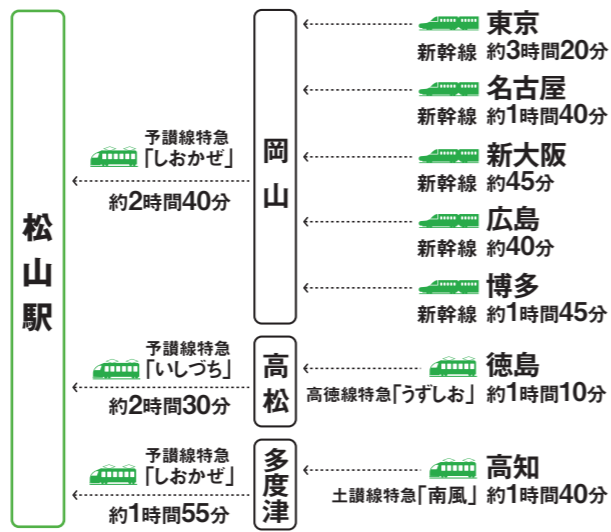 松山駅
予讃線特急
「しおかぜ」
約2時間40分
岡山
東京
新幹線 約3時間20分
名古屋
新幹線 約1時間40分
新大阪
新幹線 約45分
広島
新幹線 約40分
博多
新幹線 約1時間45分
予讃線特急
「いしづち」
約2時間30分
高松
徳島
高徳線特急「うずしお」 約1時間10分
予讃線特急
「しおかぜ」
約1時間55分
多度津
高知
土讃線特急「南風」 約1時間40分